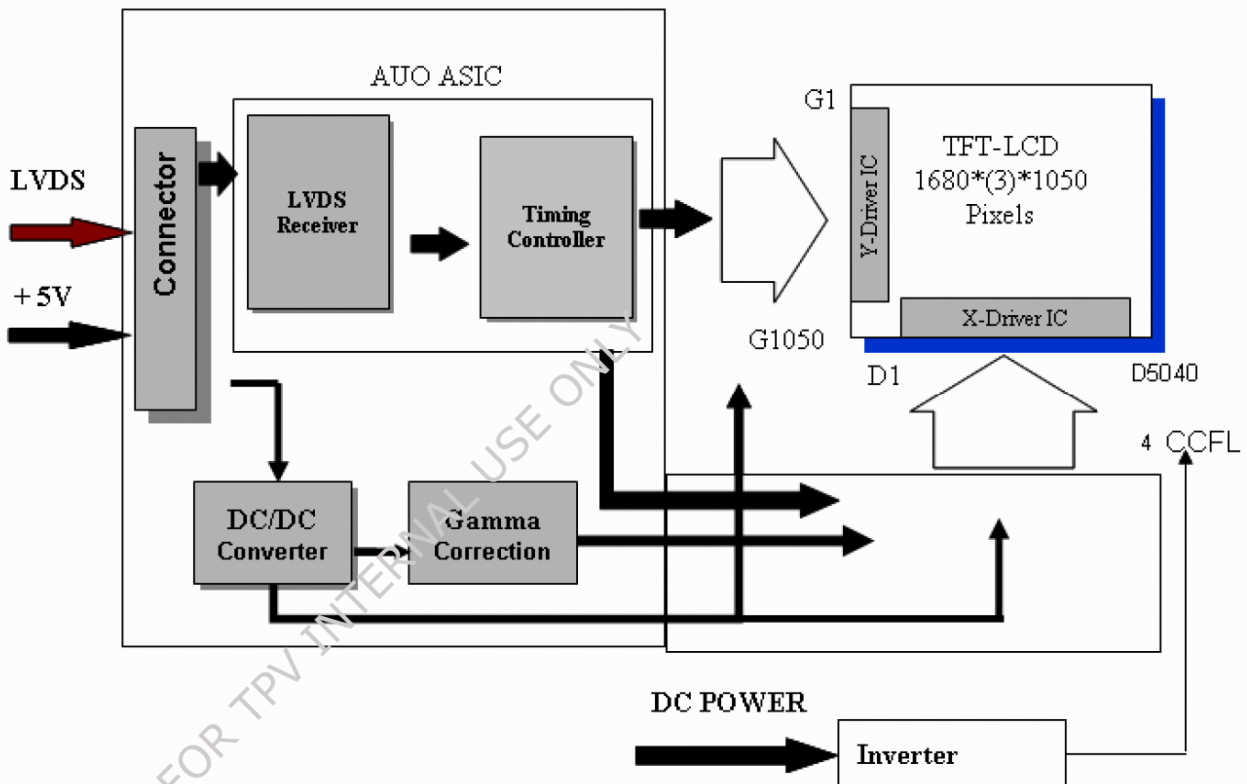 AUO ASIC
LVDS
+5V
Connector
LVDS
Receiver
Timing
Controller
G1
Y-Driver IC
TFT-LCD
1680*(3)*1050
Pixels
X-Driver IC
G1050
D1
D5040
4 CCFL
DC/DC
Converter
Gamma
Correction
DC POWER
Inverter
FOR TPV INTERNAL USE ONLY